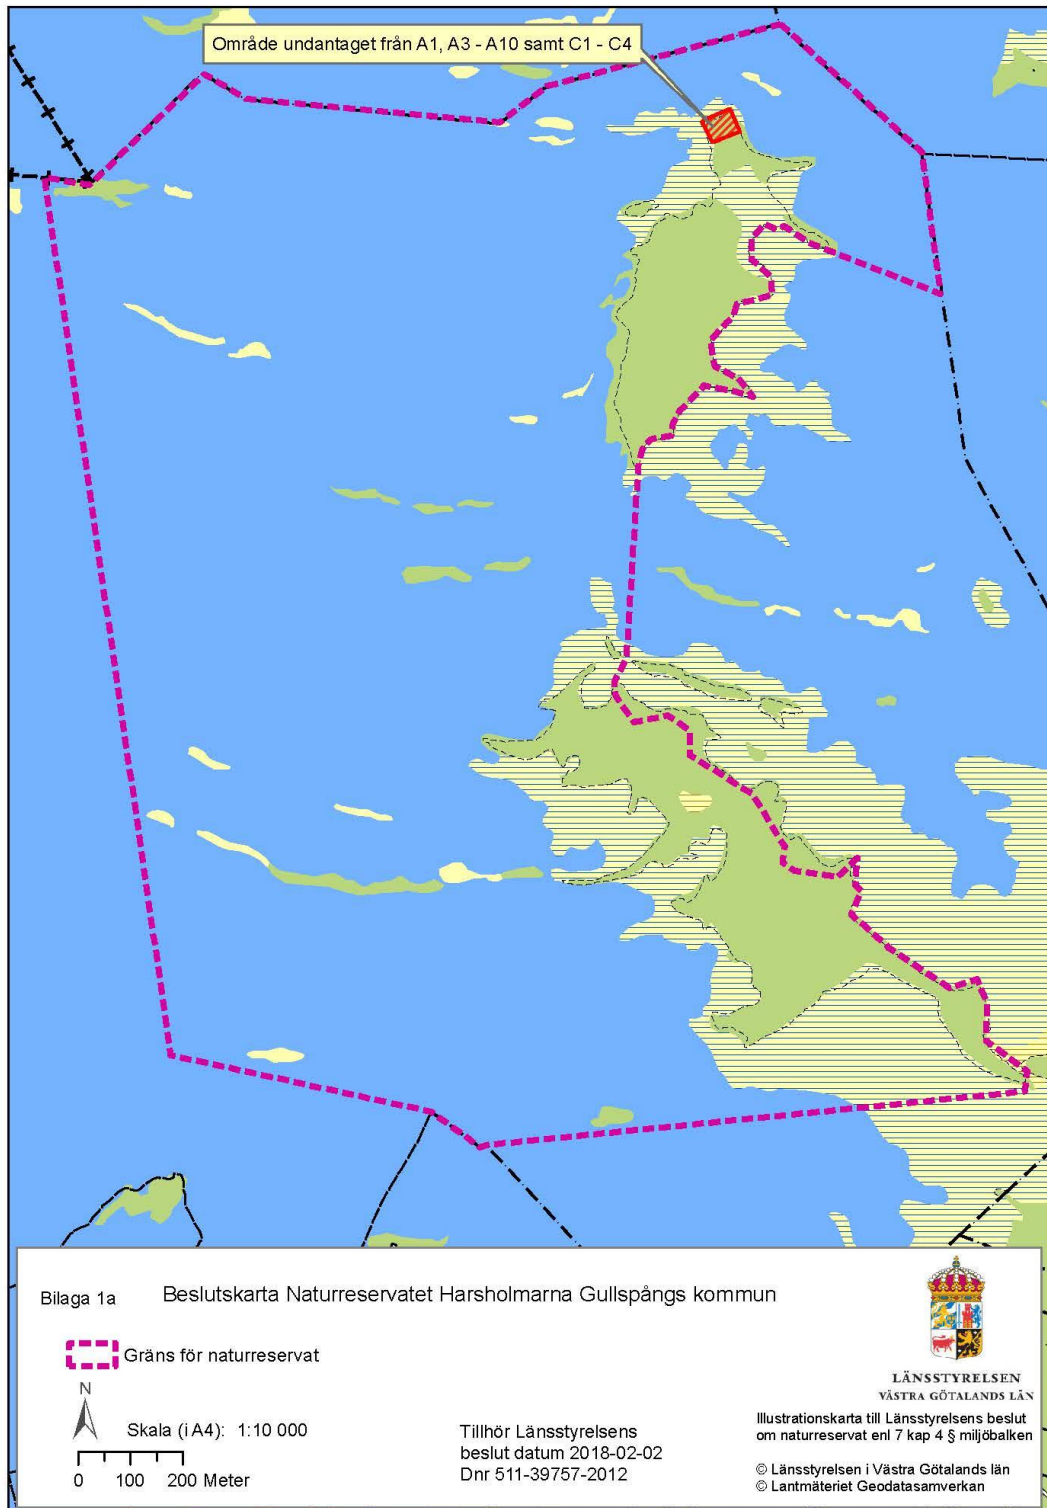 Område undantaget från A1, A3 - A10 samt C1 - C4
Bilaga 1a
Beslutskarta Naturreservatet Harsholmarna Gullspångs kommun
Gräns för naturreservat
N
Skala (i A4): 1:10 000
0 100 200 Meter
Tillhör Länsstyrelsens
beslut datum 2018-02-02
Dnr 511-39757-2012
LÄNSSTYRELSEN
VÄSTRA GÖTALANDS LÄN
Illustrationskarta till Länsstyrelsens beslut
om naturreservat enl 7 kap 4 § miljöbalken
© Länsstyrelsen i Västra Götalands län
© Lantmäteriet Geodatasamverkan